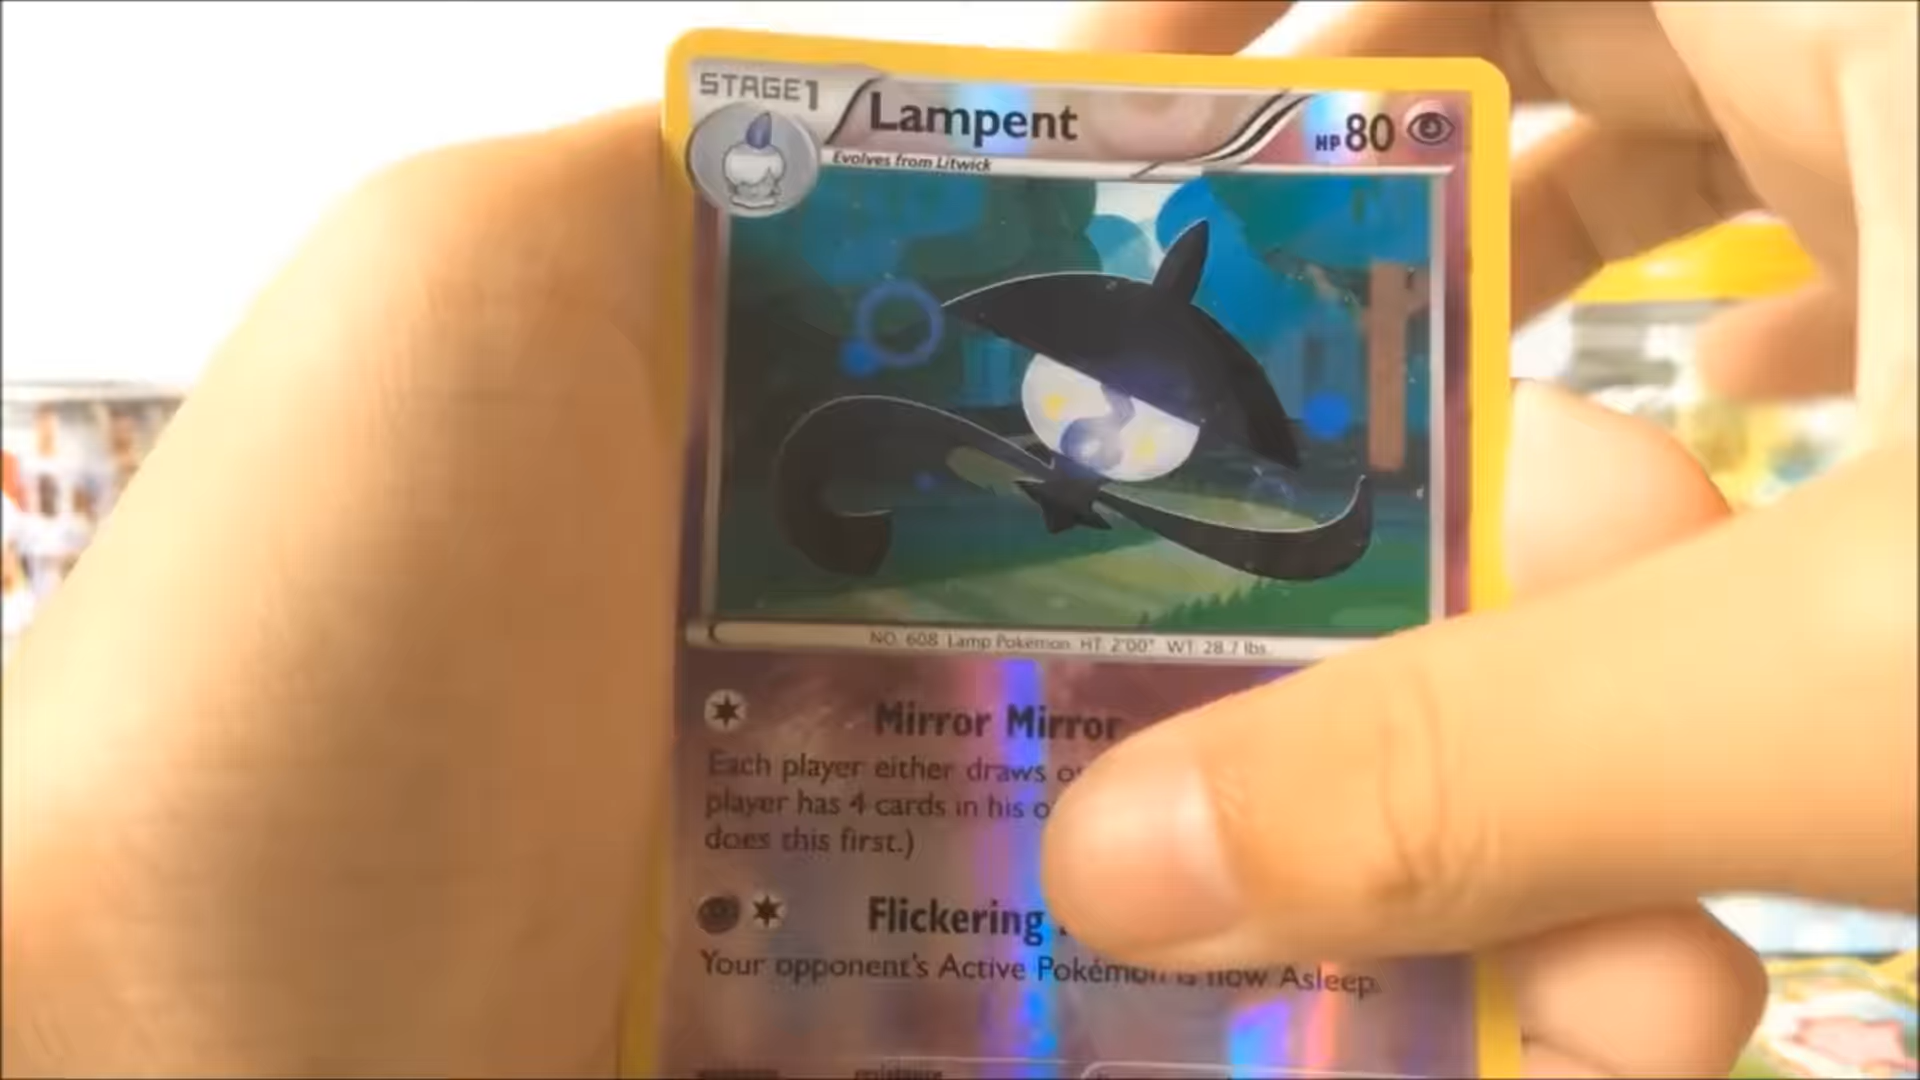 STAGE1
Lampent
HP80
Evolves from Litwick
NO. 608 Lamp Pokémon HT: 2'00" WT: 28.7 lbs.
Mirror Mirror
Each player either draws
player has 4 cards in his
does this first.)
Flickering
Your opponent's Active Pokémon is now Asleep.
resistance